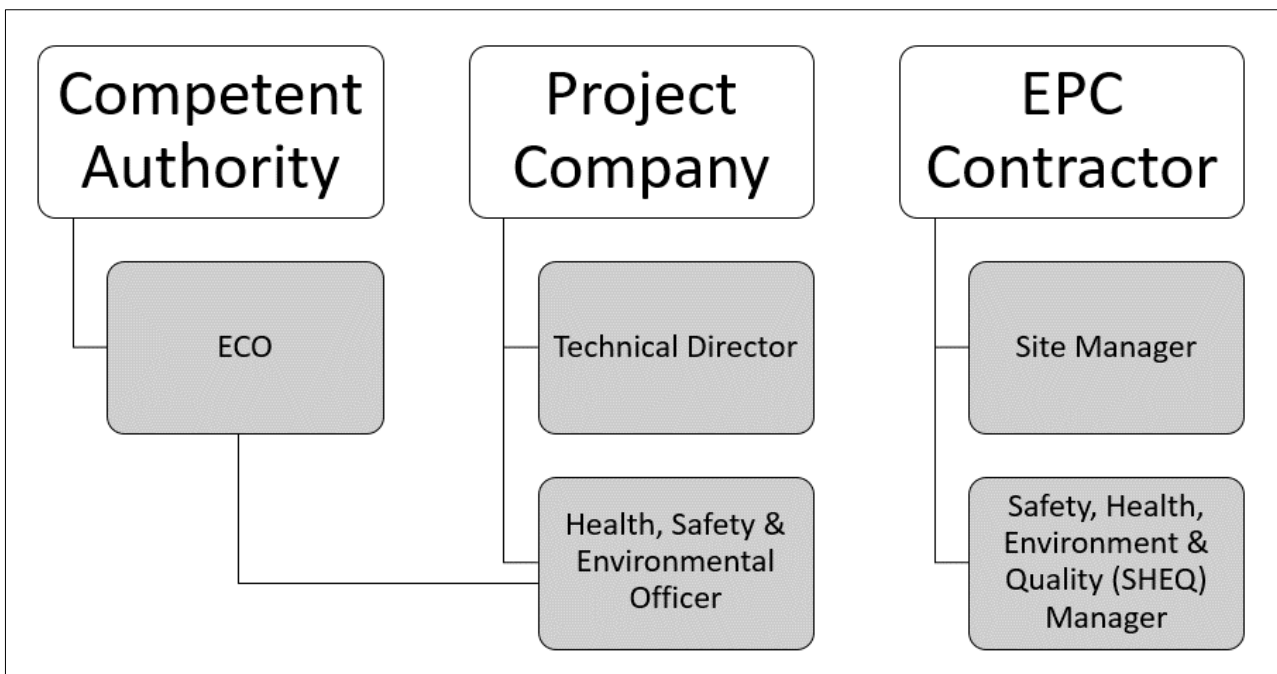 Competent
Authority
Project
Company
EPC
Contractor
ECO
Technical Director
Site Manager
Health, Safety &
Environmental
Officer
Safety, Health,
Environment &
Quality (SHEQ)
Manager